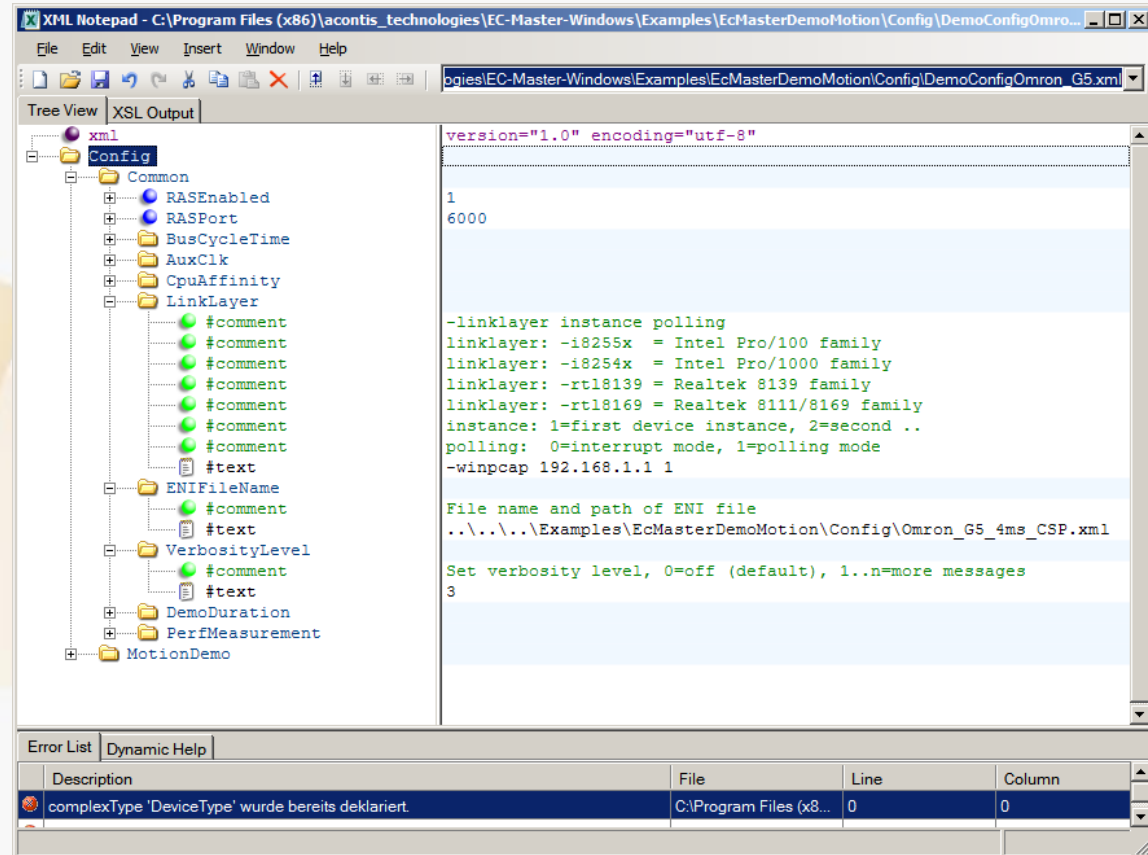 XML Notepad - C:\Program Files (x86)\acontis_technologies\EC-Master-Windows\Examples\EcMasterDemoMotion\Config\DemoConfigOmro...
File Edit View Insert Window Help
ogies\EC-Master-Windows\Examples\EcMasterDemoMotion\Config\DemoConfigOmron_G5.xml
Tree View XSL Output
xml version="1.0" encoding="utf-8"
Config
Common
RASEnabled 1
RASPort 6000
BusCycleTime
AuxClk
CpuAffinity
LinkLayer
#comment -linklayer instance polling
#comment linklayer: -i8255x = Intel Pro/100 family
#comment linklayer: -i8254x = Intel Pro/1000 family
#comment linklayer: -rtl8139 = Realtek 8139 family
#comment linklayer: -rtl8169 = Realtek 8111/8169 family
#comment instance: 1=first device instance, 2=second ..
#comment polling: 0=interrupt mode, 1=polling mode
#text -winpcap 192.168.1.1 1
ENIFileName
#comment File name and path of ENI file
#text ..\..\..\Examples\EcMasterDemoMotion\Config\Omron_G5_4ms_CSP.xml
VerbosityLevel
#comment Set verbosity level, 0=off (default), 1..n=more messages
#text 3
DemoDuration
PerfMeasurement
MotionDemo
Error List Dynamic Help
Description File Line Column
complexType 'DeviceType' wurde bereits deklariert. C:\Program Files (x8... 0 0